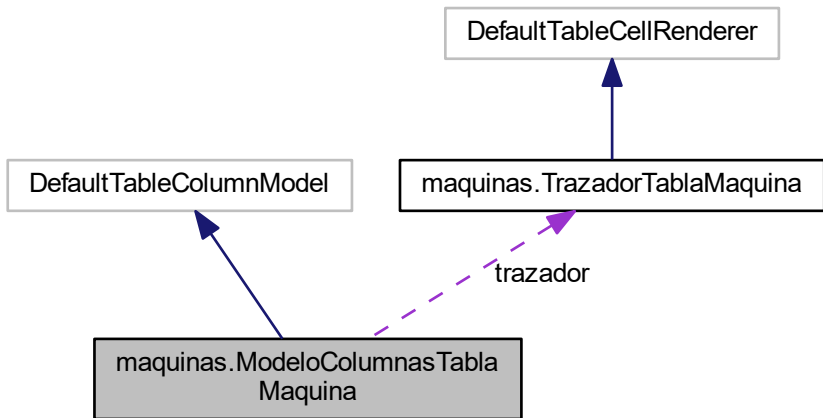 DefaultTableCellRenderer
DefaultTableColumnModel
maquinas.TrazadorTablaMaquina
trazador
maquinas.ModeloColumnasTabla
Maquina